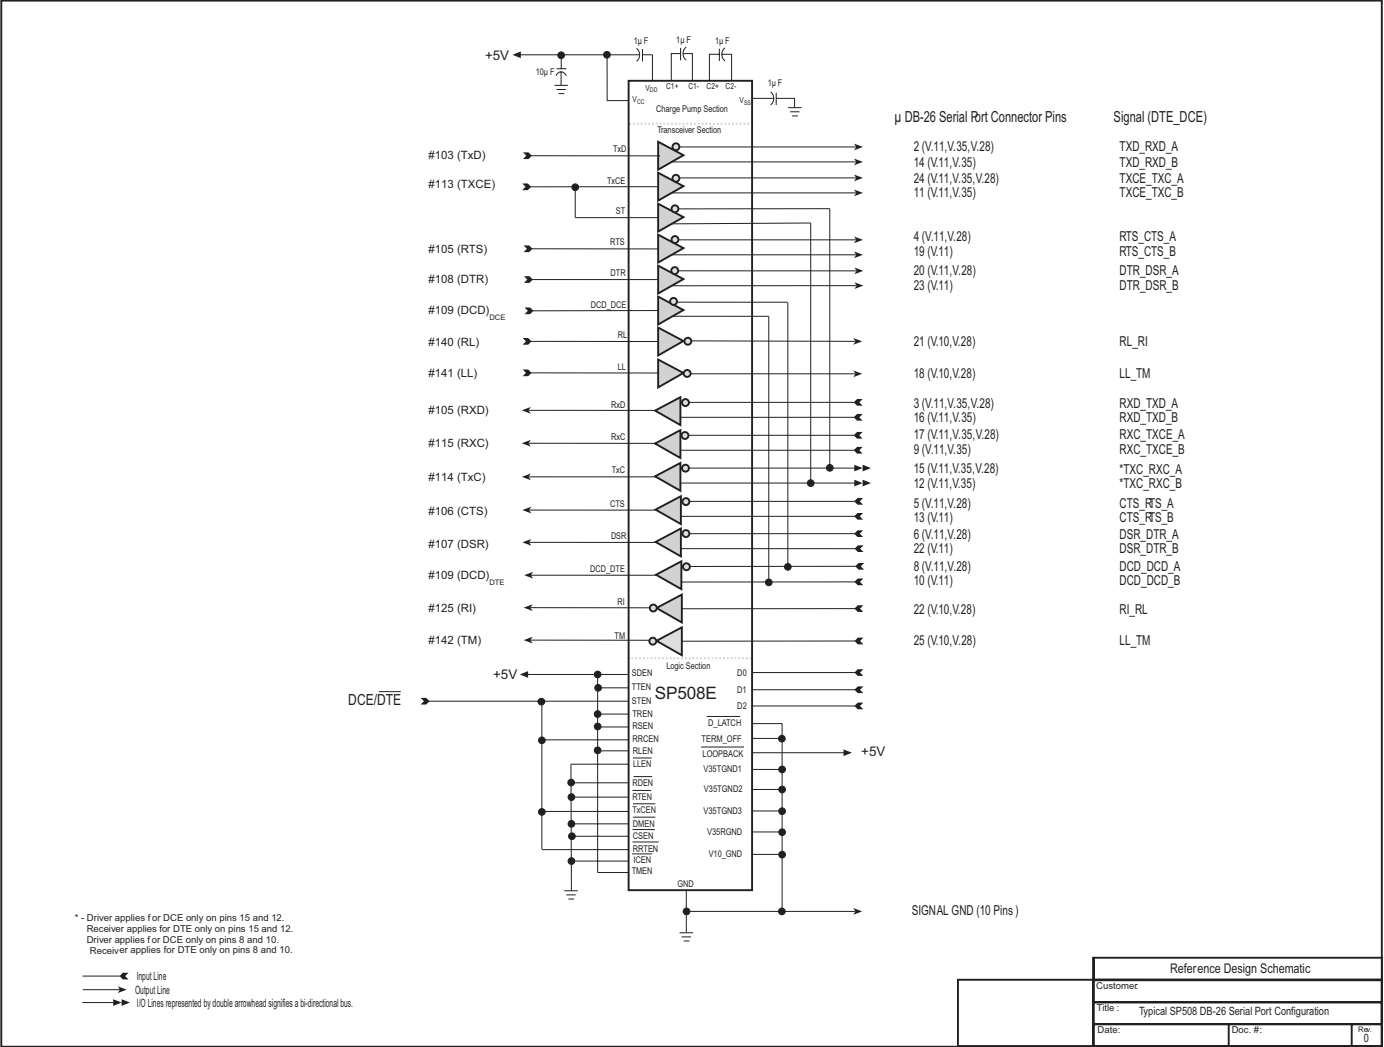 1µ F 1µ F 1µ F
+5V
10µ F
1µ F
VDD C1+ C1- C2+ C2-
VCC VSS
Charge Pump Section
Transceiver Section
µ DB-26 Serial Port Connector Pins Signal (DTE_DCE)
#103 (TxD) TxD 2 (V.11,V.35,V.28) TXD_RXD_A
14 (V.11,V.35) TXD_RXD_B
#113 (TXCE) TxCE 24 (V.11,V.35,V.28) TXCE_TXC_A
11 (V.11,V.35) TXCE_TXC_B
ST
#105 (RTS) RTS 4 (V.11,V.28) RTS_CTS_A
19 (V.11) RTS_CTS_B
#108 (DTR) DTR 20 (V.11,V.28) DTR_DSR_A
23 (V.11) DTR_DSR_B
#109 (DCD)DCE DCD_DCE
#140 (RL) RL 21 (V.10,V.28) RL_RI
#141 (LL) LL 18 (V.10,V.28) LL_TM
#105 (RXD) RxD 3 (V.11,V.35,V.28) RXD_TXD_A
16 (V.11,V.35) RXD_TXD_B
#115 (RXC) RxC 17 (V.11,V.35,V.28) RXC_TXCE_A
9 (V.11,V.35) RXC_TXCE_B
#114 (TxC) TxC 15 (V.11,V.35,V.28) *TXC_RXC_A
12 (V.11,V.35) *TXC_RXC_B
#106 (CTS) CTS 5 (V.11,V.28) CTS_RTS_A
13 (V.11) CTS_RTS_B
#107 (DSR) DSR 6 (V.11,V.28) DSR_DTR_A
22 (V.11) DSR_DTR_B
#109 (DCD)DTE DCD_DTE 8 (V.11,V.28) DCD_DCD_A
10 (V.11) DCD_DCD_B
#125 (RI) RI 22 (V.10,V.28) RI_RL
#142 (TM) TM 25 (V.10,V.28) LL_TM
Logic Section
+5V SDEN D0
TTEN SP508E D1
DCE/DTE STEN D2
TREN D_LATCH
RSEN
RRCEN TERM_OFF
RLEN LOOPBACK +5V
LLEN V35TGND1
RDEN V35TGND2
RTEN
TxCEN V35TGND3
DMEN
CSEN V35RGND
RRTEN V10_GND
ICEN
TMEN
GND
SIGNAL GND (10 Pins )
* - Driver applies for DCE only on pins 15 and 12.
Receiver applies for DTE only on pins 15 and 12.
Driver applies for DCE only on pins 8 and 10.
Receiver applies for DTE only on pins 8 and 10.
Input Line
Output Line
I/O Lines represented by double arrowhead signifies a bi-directional bus.
Reference Design Schematic
Customer:
Title : Typical SP508 DB-26 Serial Port Configuration
Date: Doc. #: Rev.
0